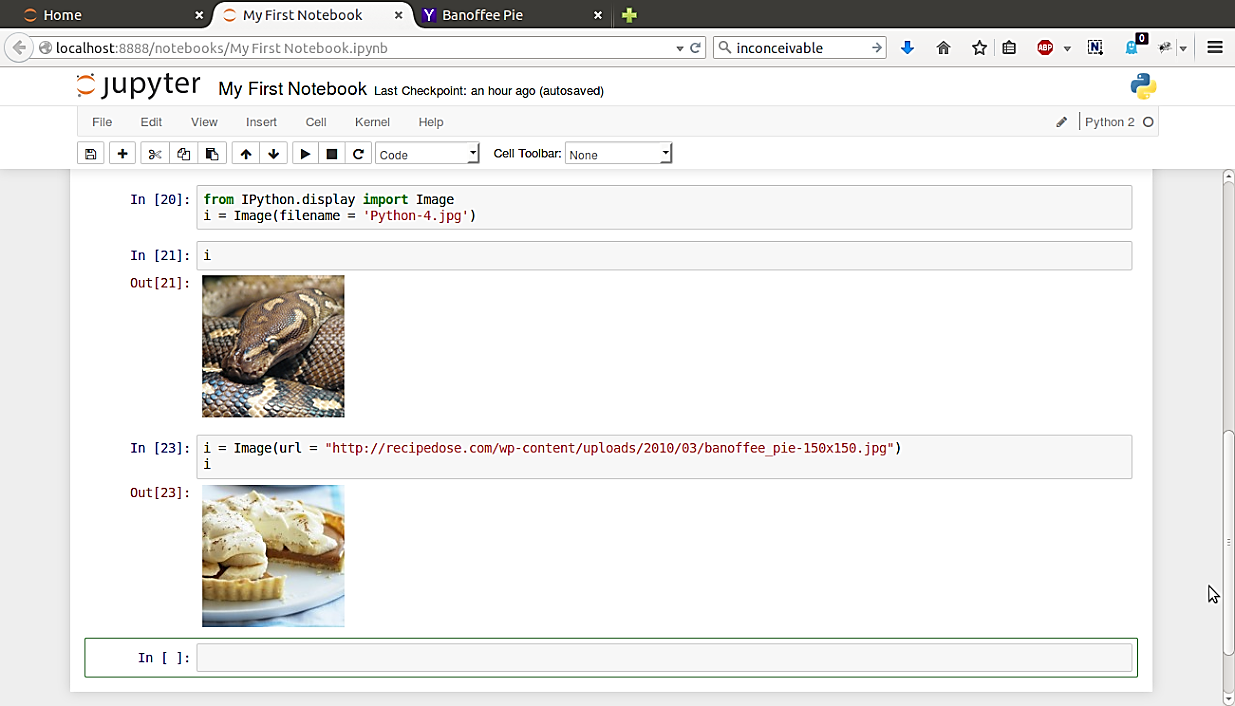 Home
My First Notebook
Banoffee Pie
localhost:8888/notebooks/My First Notebook.ipynb
inconceivable
ABP
N
0
jupyter My First Notebook Last Checkpoint: an hour ago (autosaved)
File Edit View Insert Cell Kernel Help
Python 2
Code
Cell Toolbar: None
In [20]: from IPython.display import Image
i = Image(filename = 'Python-4.jpg')
In [21]: i
Out[21]:
In [23]: i = Image(url = "http://recipedose.com/wp-content/uploads/2010/03/banoffee_pie-150x150.jpg")
i
Out[23]:
In [ ]: